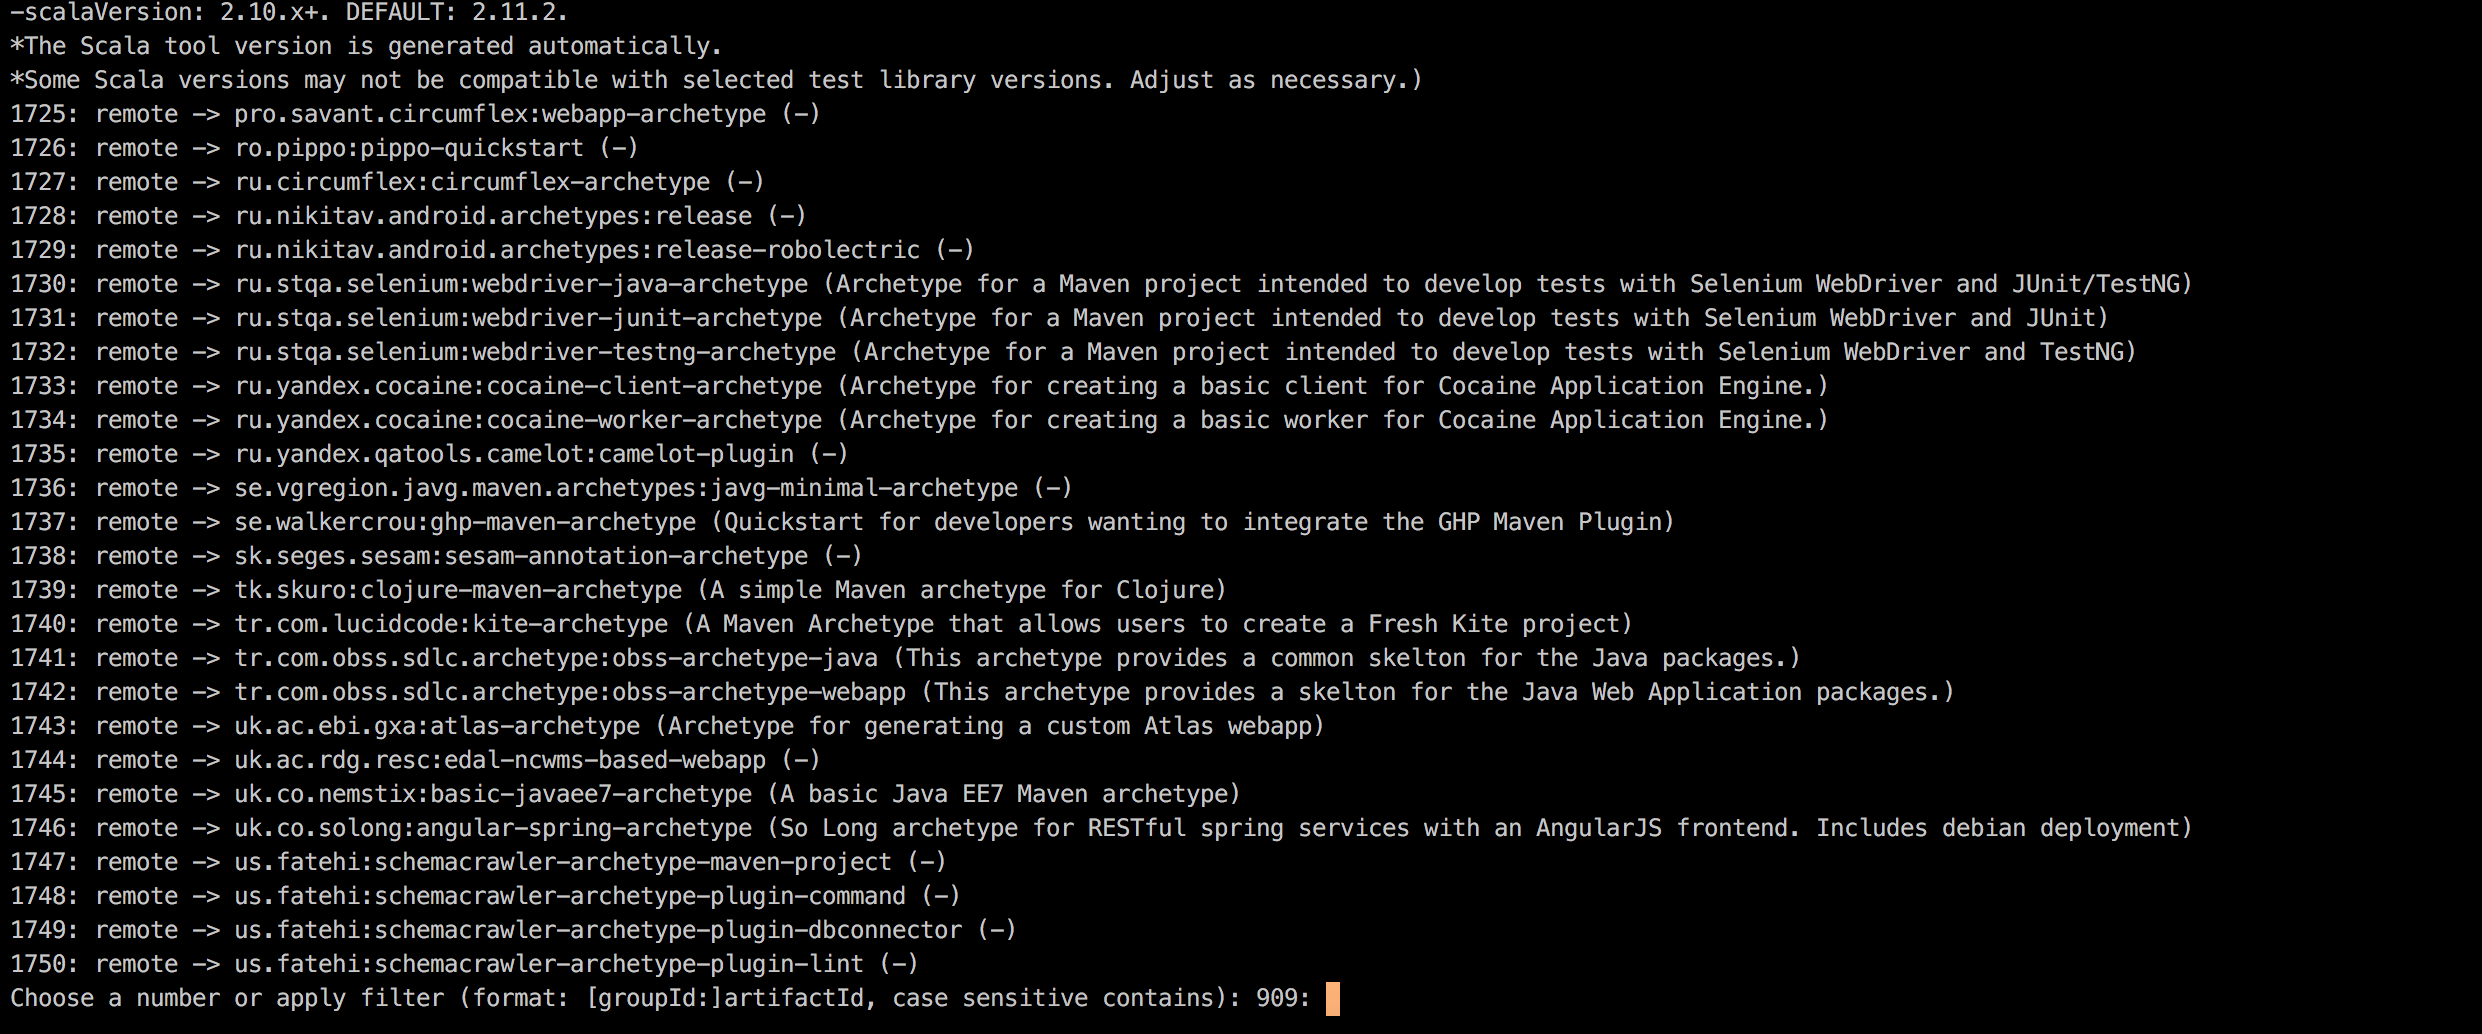 -scalaVersion: 2.10.x+. DEFAULT: 2.11.2.
*The Scala tool version is generated automatically.
*Some Scala versions may not be compatible with selected test library versions. Adjust as necessary.)
1725: remote -> pro.savant.circumflex:webapp-archetype (-)
1726: remote -> ro.pippo:pippo-quickstart (-)
1727: remote -> ru.circumflex:circumflex-archetype (-)
1728: remote -> ru.nikitav.android.archetypes:release (-)
1729: remote -> ru.nikitav.android.archetypes:release-robolectric (-)
1730: remote -> ru.stqa.selenium:webdriver-java-archetype (Archetype for a Maven project intended to develop tests with Selenium WebDriver and JUnit/TestNG)
1731: remote -> ru.stqa.selenium:webdriver-junit-archetype (Archetype for a Maven project intended to develop tests with Selenium WebDriver and JUnit)
1732: remote -> ru.stqa.selenium:webdriver-testng-archetype (Archetype for a Maven project intended to develop tests with Selenium WebDriver and TestNG)
1733: remote -> ru.yandex.cocaine:cocaine-client-archetype (Archetype for creating a basic client for Cocaine Application Engine.)
1734: remote -> ru.yandex.cocaine:cocaine-worker-archetype (Archetype for creating a basic worker for Cocaine Application Engine.)
1735: remote -> ru.yandex.qatools.camelot:camelot-plugin (-)
1736: remote -> se.vgregion.javg.maven.archetypes:javg-minimal-archetype (-)
1737: remote -> se.walkercrou:ghp-maven-archetype (Quickstart for developers wanting to integrate the GHP Maven Plugin)
1738: remote -> sk.seges.sesam:sesam-annotation-archetype (-)
1739: remote -> tk.skuro:clojure-maven-archetype (A simple Maven archetype for Clojure)
1740: remote -> tr.com.lucidcode:kite-archetype (A Maven Archetype that allows users to create a Fresh Kite project)
1741: remote -> tr.com.obss.sdlc.archetype:obss-archetype-java (This archetype provides a common skelton for the Java packages.)
1742: remote -> tr.com.obss.sdlc.archetype:obss-archetype-webapp (This archetype provides a skelton for the Java Web Application packages.)
1743: remote -> uk.ac.ebi.gxa:atlas-archetype (Archetype for generating a custom Atlas webapp)
1744: remote -> uk.ac.rdg.resc:edal-ncwms-based-webapp (-)
1745: remote -> uk.co.nemstix:basic-javaee7-archetype (A basic Java EE7 Maven archetype)
1746: remote -> uk.co.solong:angular-spring-archetype (So Long archetype for RESTful spring services with an AngularJS frontend. Includes debian deployment)
1747: remote -> us.fatehi:schemacrawler-archetype-maven-project (-)
1748: remote -> us.fatehi:schemacrawler-archetype-plugin-command (-)
1749: remote -> us.fatehi:schemacrawler-archetype-plugin-dbconnector (-)
1750: remote -> us.fatehi:schemacrawler-archetype-plugin-lint (-)
Choose a number or apply filter (format: [groupId:]artifactId, case sensitive contains): 909: